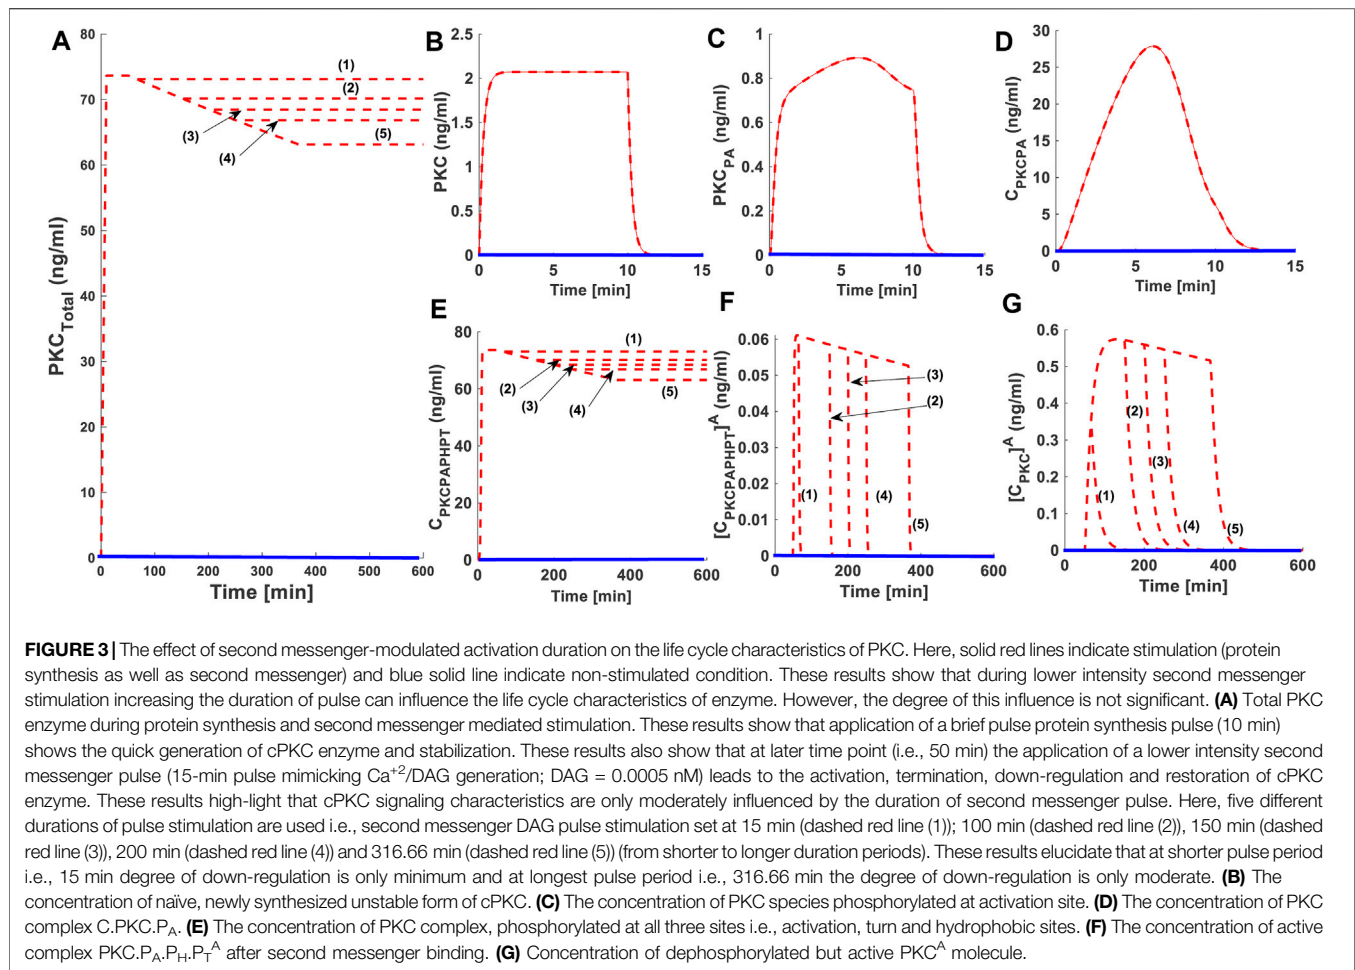 A
PKC_Total (ng/ml)
80
70
60
50
40
30
20
10
0
0 100 200 300 400 500 600
Time [min]
(1)
(2)
(3)
(4)
(5)
B
PKC (ng/ml)
2.5
2
1.5
1
0.5
0
0 5 10 15
Time [min]
C
PKC_PA (ng/ml)
1
0.8
0.6
0.4
0.2
0
0 5 10 15
Time [min]
D
C_PKCPA (ng/ml)
30
25
20
15
10
5
0
0 5 10 15
Time [min]
E
C_PKCPAPHPT (ng/ml)
80
60
40
20
0
0 200 400 600
Time [min]
(1)
(2)
(3)
(4)
(5)
F
[C_PKCPAPHPT]^A (ng/ml)
0.06
0.05
0.04
0.03
0.02
0.01
0
0 200 400 600
Time [min]
(1)
(2)
(3)
(4)
(5)
G
[C_PKC]^A (ng/ml)
0.6
0.5
0.4
0.3
0.2
0.1
0
0 200 400 600
Time [min]
(1)
(2)
(3)
(4)
(5)
FIGURE 3 | The effect of second messenger-modulated activation duration on the life cycle characteristics of PKC. Here, solid red lines indicate stimulation (protein
synthesis as well as second messenger) and blue solid line indicate non-stimulated condition. These results show that during lower intensity second messenger
stimulation increasing the duration of pulse can influence the life cycle characteristics of enzyme. However, the degree of this influence is not significant. (A) Total PKC
enzyme during protein synthesis and second messenger mediated stimulation. These results show that application of a brief pulse protein synthesis pulse (10 min)
shows the quick generation of cPKC enzyme and stabilization. These results also show that at later time point (i.e., 50 min) the application of a lower intensity second
messenger pulse (15-min pulse mimicking Ca+2/DAG generation; DAG = 0.0005 nM) leads to the activation, termination, down-regulation and restoration of cPKC
enzyme. These results high-light that cPKC signaling characteristics are only moderately influenced by the duration of second messenger pulse. Here, five different
durations of pulse stimulation are used i.e., second messenger DAG pulse stimulation set at 15 min (dashed red line (1)); 100 min (dashed red line (2)), 150 min (dashed
red line (3)), 200 min (dashed red line (4)) and 316.66 min (dashed red line (5)) (from shorter to longer duration periods). These results elucidate that at shorter pulse period
i.e., 15 min degree of down-regulation is only minimum and at longest pulse period i.e., 316.66 min the degree of down-regulation is only moderate. (B) The
concentration of naïve, newly synthesized unstable form of cPKC. (C) The concentration of PKC species phosphorylated at activation site. (D) The concentration of PKC
complex C.PKC.P_A. (E) The concentration of PKC complex, phosphorylated at all three sites i.e., activation, turn and hydrophobic sites. (F) The concentration of active
complex PKC.P_A.P_H.P_T^A after second messenger binding. (G) Concentration of dephosphorylated but active PKC^A molecule.